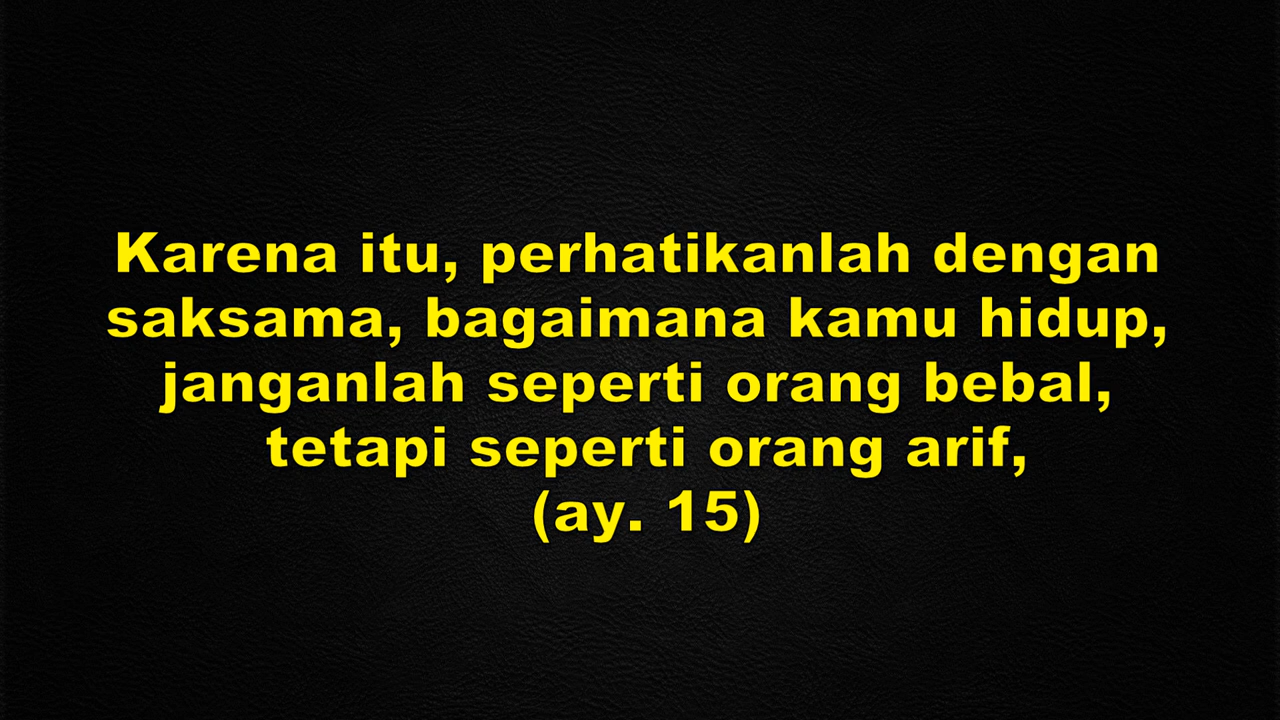 Karena itu, perhatikanlah dengan
saksama, bagaimana kamu hidup,
janganlah seperti orang bebal,
tetapi seperti orang arif,
(ay. 15)